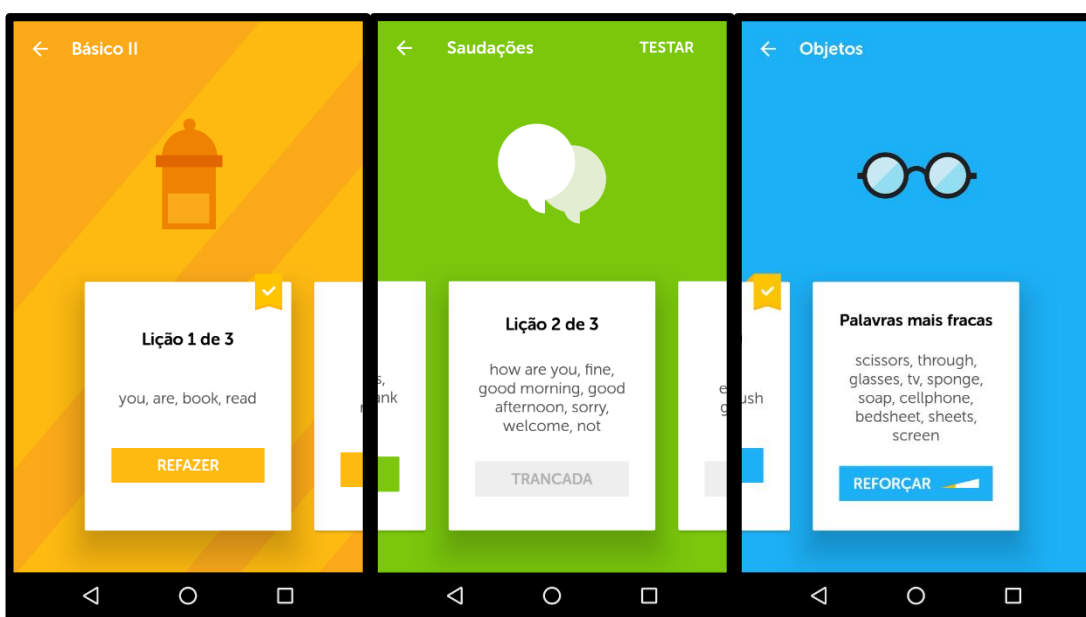 Básico II
Lição 1 de 3
you, are, book, read
REFAZER
Saudações
TESTAR
Lição 2 de 3
how are you, fine,
good morning, good
afternoon, sorry,
welcome, not
TRANCADA
Objetos
Palavras mais fracas
scissors, through,
glasses, tv, sponge,
soap, cellphone,
bedsheet, sheets,
screen
REFORÇAR